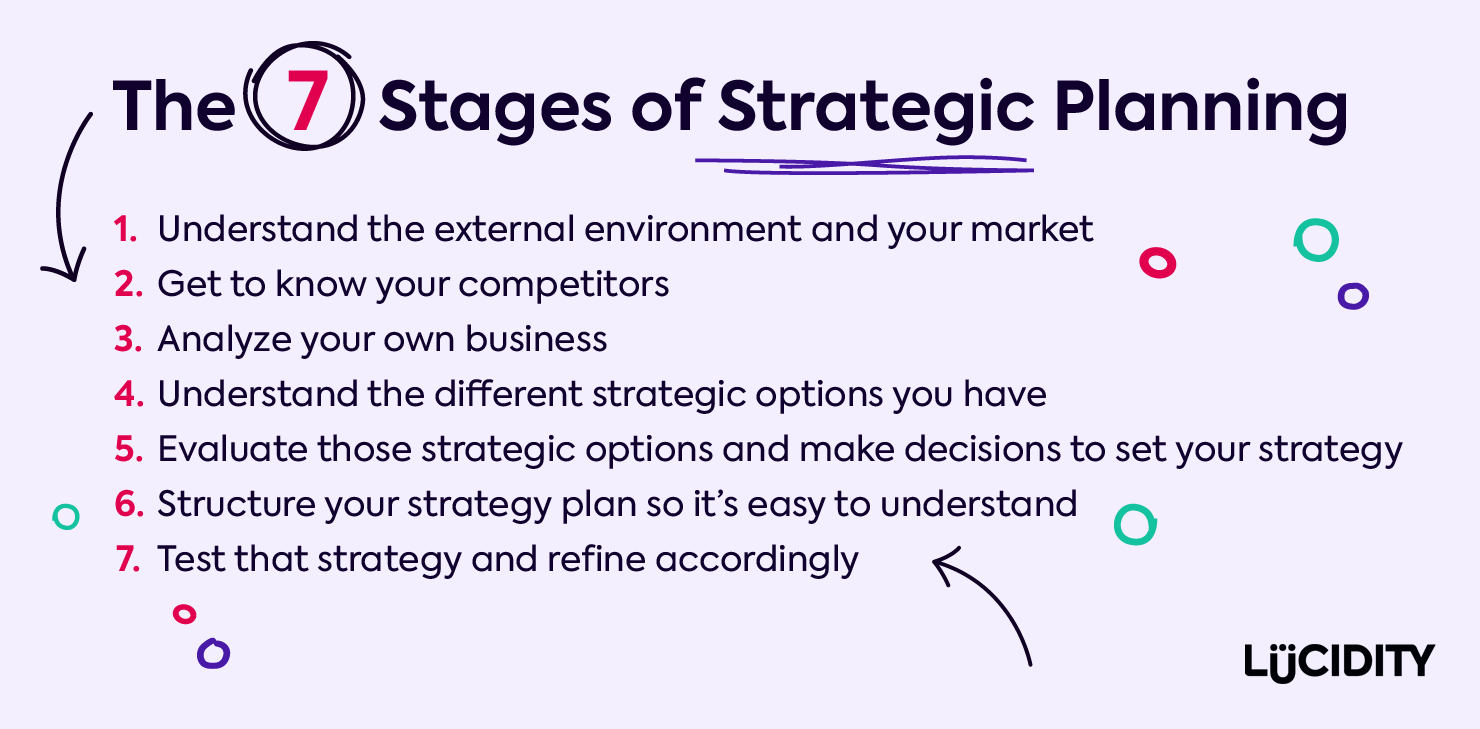 The 7 Stages of Strategic Planning
1. Understand the external environment and your market
2. Get to know your competitors
3. Analyze your own business
4. Understand the different strategic options you have
5. Evaluate those strategic options and make decisions to set your strategy
6. Structure your strategy plan so it’s easy to understand
7. Test that strategy and refine accordingly
LüCIDITY